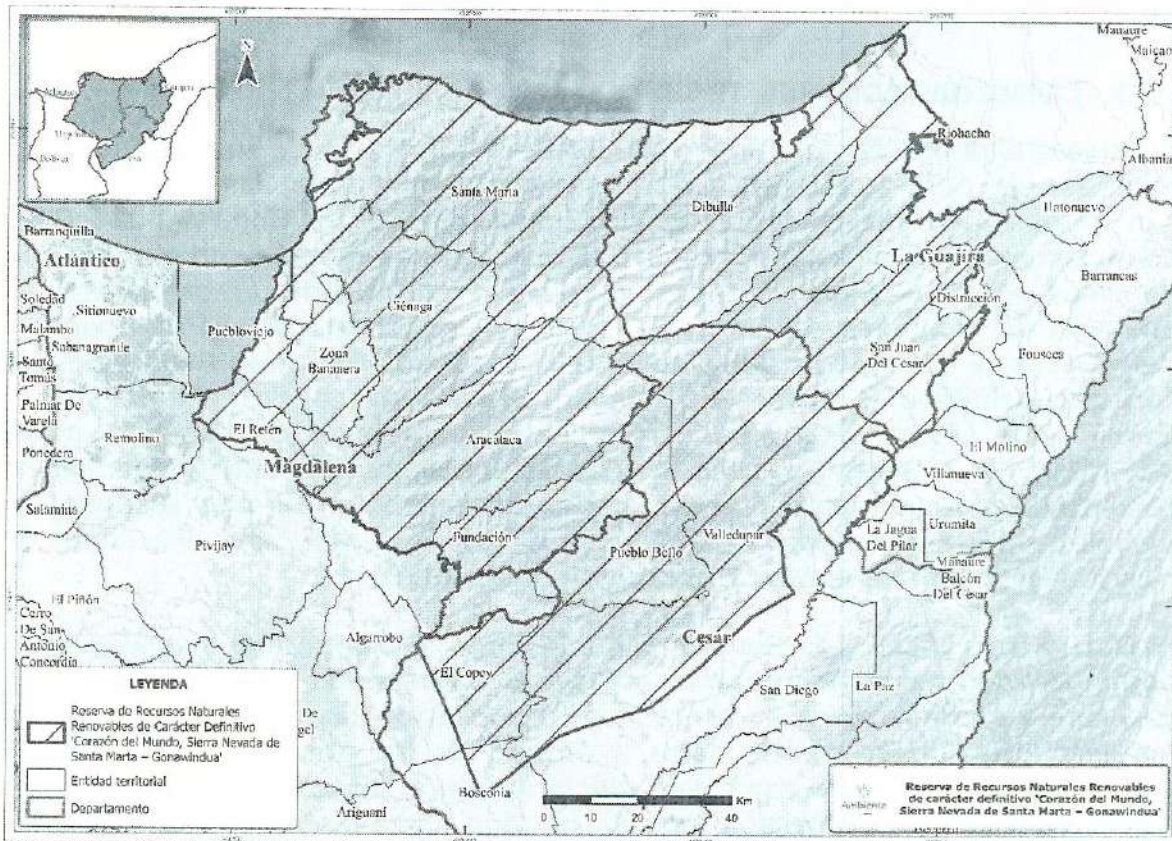 N
Barranquilla
Atlántico
Soledad
Sitionuevo
Malambo
Sabanagrande
Santo
Tomás
Palmar De
Varela
Ponedera
Remolino
Salamina
Puebloviejo
Santa Marta
Dibulla
Ciénaga
Zona
Bananera
El Retén
Magdalena
Aracataca
Fundación
Pivijay
El Piñón
Cerro
De San
Antonio
Concordia
Algarrobo
El Copey
Pueblo Bello
Valledupar
Cesar
San Diego
La Paz
Bosconia
Ariguaní
De
Manaure
Riohacha
Albania
Hatonuevo
La Guajira
Barrancas
Distracción
San Juan
Del César
Fonseca
El Molino
Villanueva
La Jagua
Del Pilar
Urumita
Manaure
Balcón
Del César
LEYENDA
Reserva de Recursos Naturales
Renovables de Carácter Definitivo
'Corazón del Mundo, Sierra Nevada de
Santa Marta – Gonawindua'
Entidad territorial
Departamento
Km
0 10 20 40
Ambiente
Reserva de Recursos Naturales Renovables
de carácter definitivo 'Corazón del Mundo,
Sierra Nevada de Santa Marta – Gonawindua'